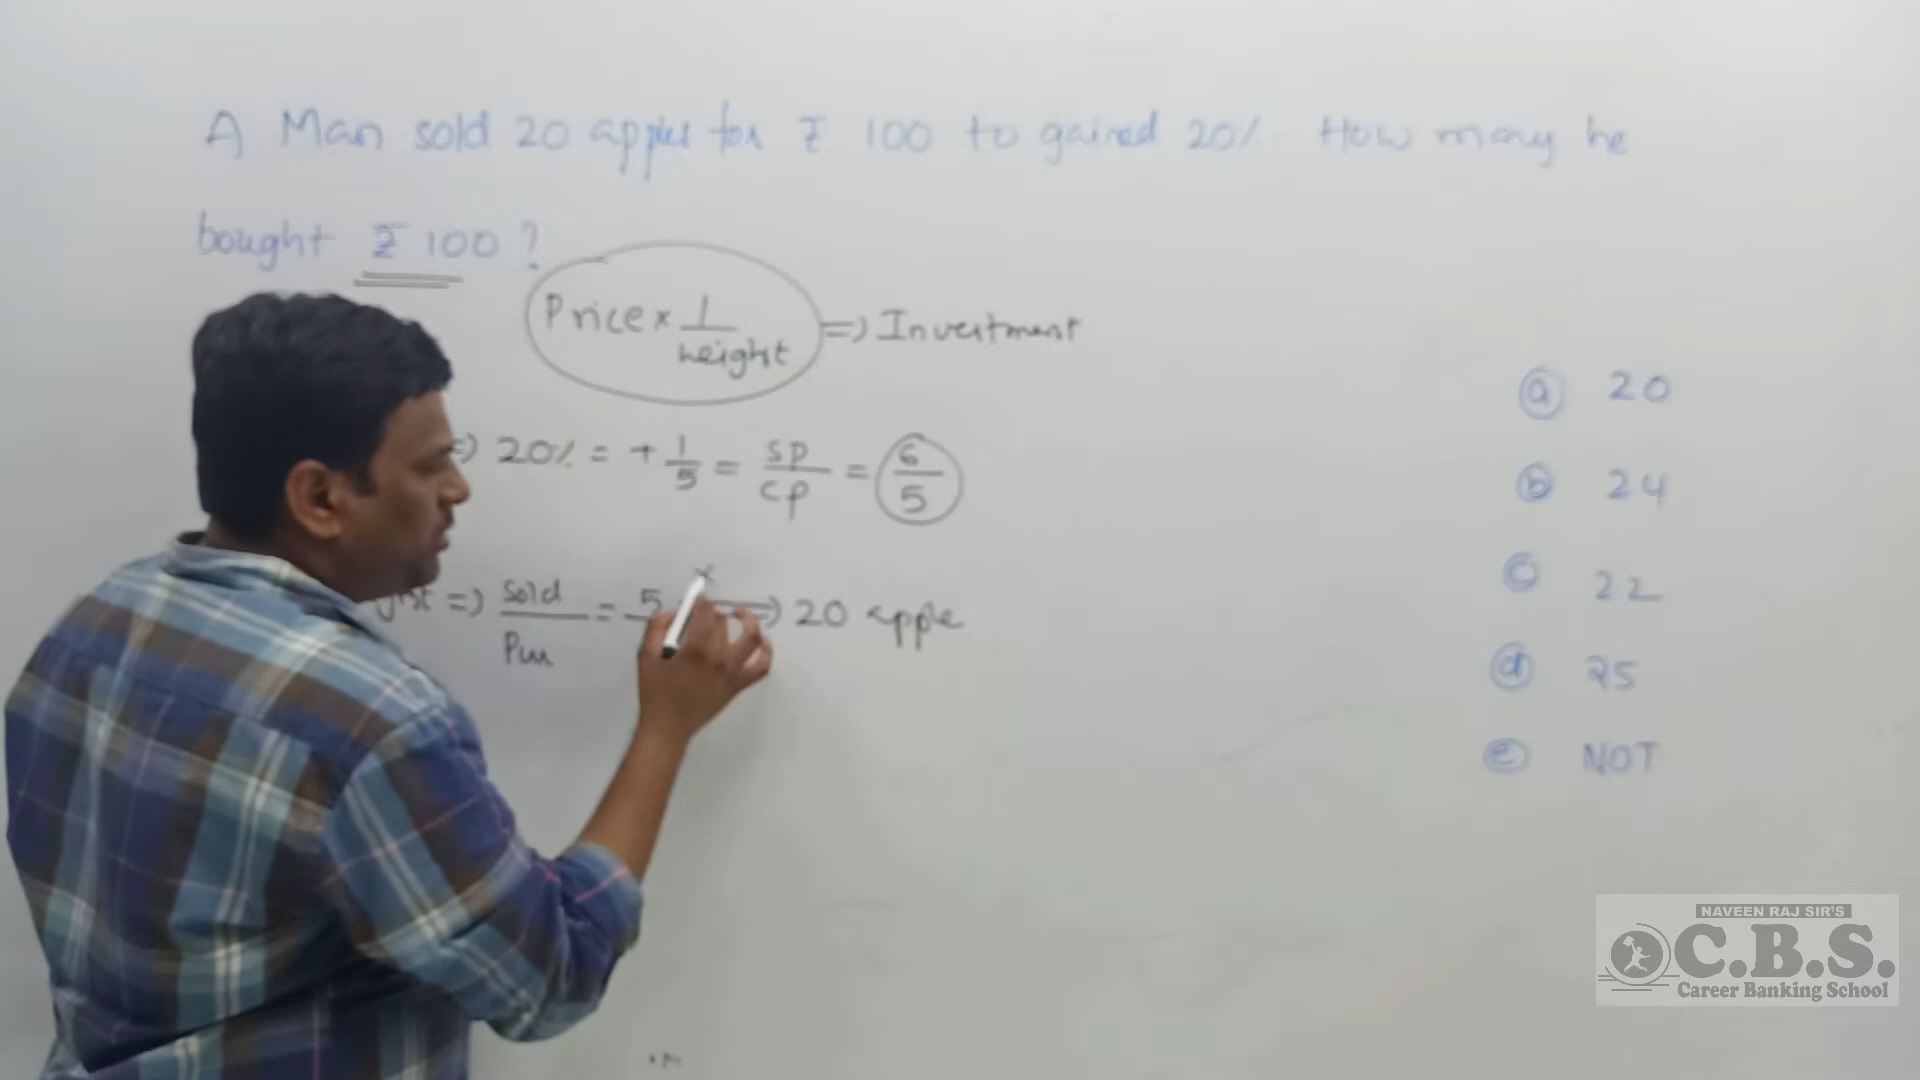 A Man sold 20 apples for ₹ 100 to gained 20% How many he
bought ₹ 100 ?
Price × 1/weight => Investment
=> 20% = + 1/5 = SP/CP = 6/5
=> Sold/Pur = 5 => 20 apple
a 20
b 24
c 22
d 25
e NOT
NAVEEN RAJ SIR'S
C.B.S.
Career Banking School